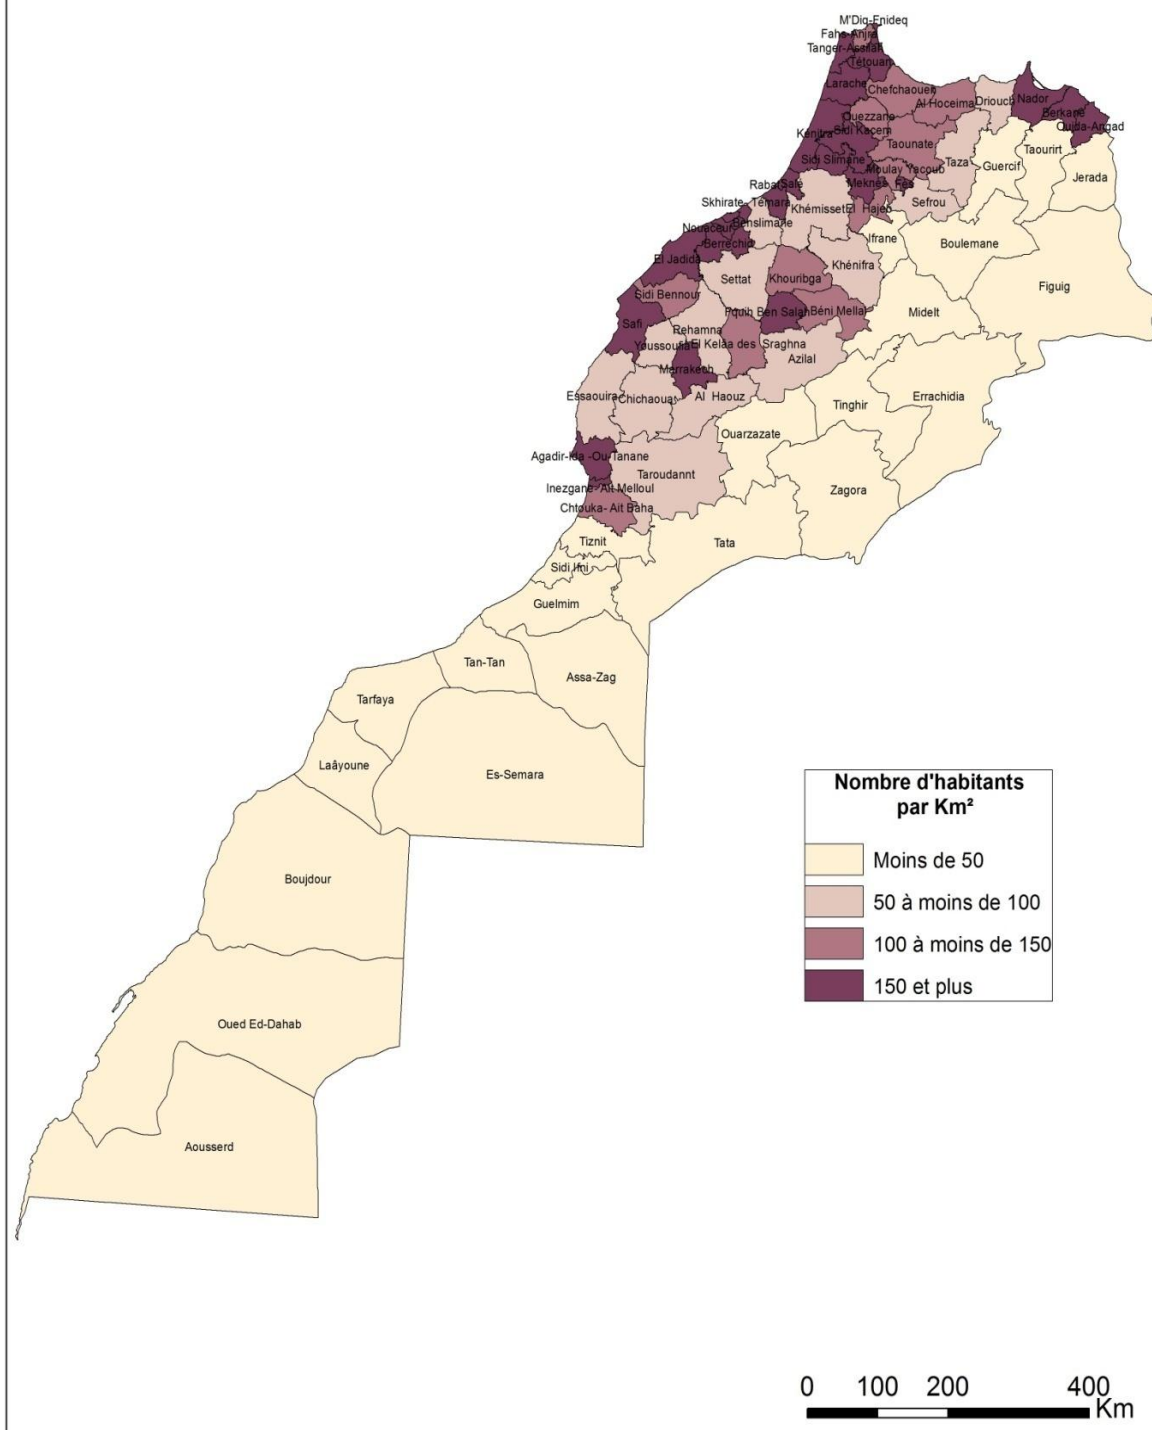 M'Diq-Fnideq
Fahs-Anjra
Tanger-Assilah
Tétouan
Larache
Chefchaouen
Al Hoceima
Driouch
Nador
Berkane
Oujda-Angad
Ouezzane
Kénitra
Sidi Kacem
Taounate
Taza
Guercif
Taourirt
Jerada
Sidi Slimane
Moulay Yacoub
Meknès
Fès
Rabat
Salé
Skhirate- Témara
Khémisset
El Hajeb
Sefrou
Benslimane
Nouaceur
Berrechid
Ifrane
Boulemane
El Jadida
Settat
Khouribga
Khénifra
Figuig
Sidi Bennour
Fquih Ben Salah
Béni Mellal
Midelt
Safi
Rehamna
Youssoufia
El Kelâa des Sraghna
Azilal
Merrakech
Essaouira
Chichaoua
Al Haouz
Tinghir
Errachidia
Ouarzazate
Agadir-Ida -Ou-Tanane
Taroudannt
Zagora
Inezgane- Ait Melloul
Chtouka- Ait Baha
Tiznit
Tata
Sidi Ifni
Guelmim
Tan-Tan
Assa-Zag
Tarfaya
Laâyoune
Es-Semara
Boujdour
Oued Ed-Dahab
Aousserd
Nombre d'habitants
par Km²
Moins de 50
50 à moins de 100
100 à moins de 150
150 et plus
0 100 200 400
Km